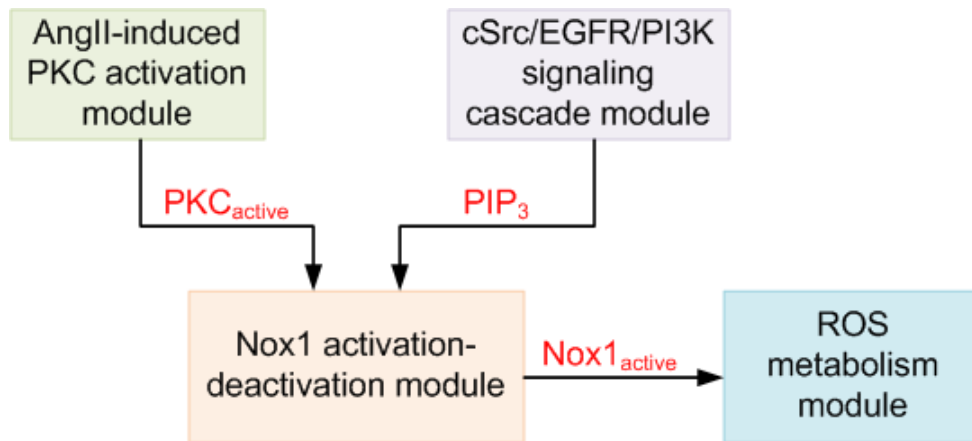 AngII-induced
PKC activation
module
cSrc/EGFR/PI3K
signaling
cascade module
PKCactive
PIP3
Nox1 activation-
deactivation module
Nox1active
ROS
metabolism
module